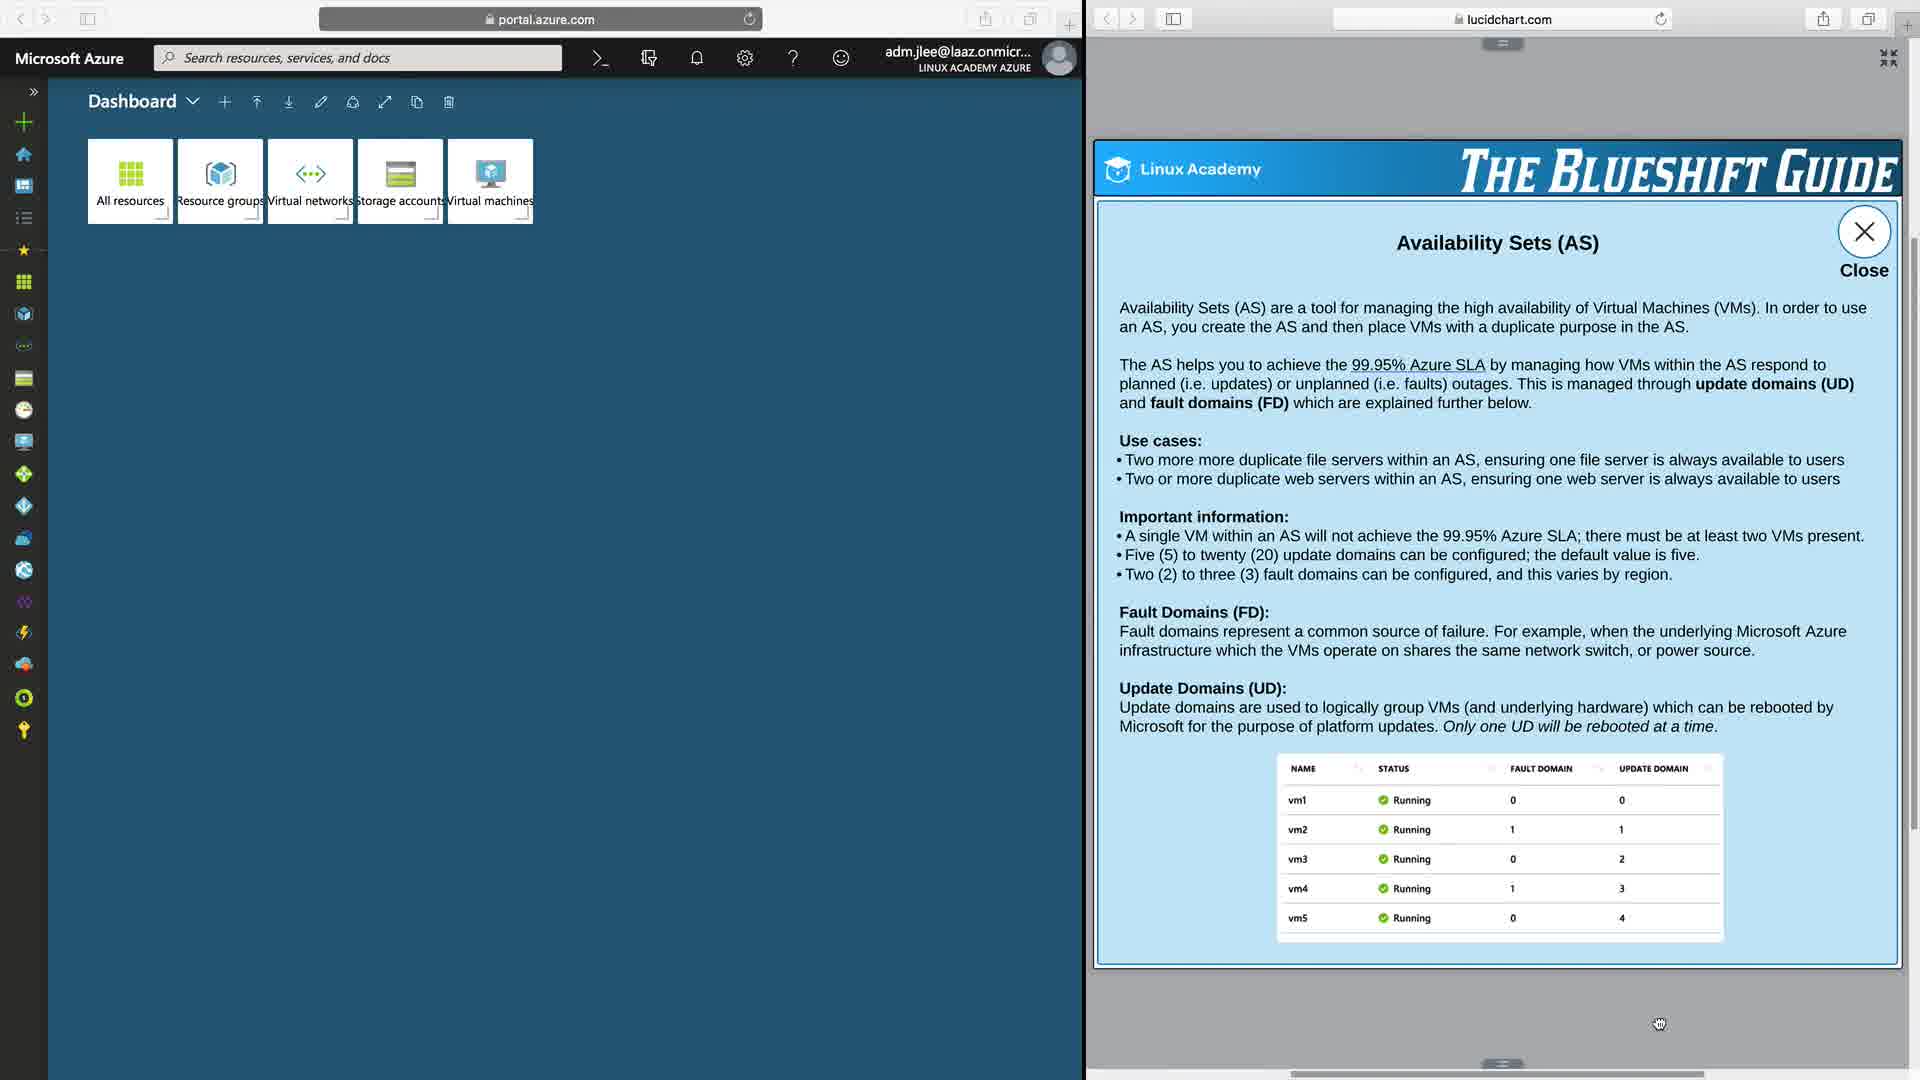 portal.azure.com
lucidchart.com
Microsoft Azure
Search resources, services, and docs
adm.jlee@laaz.onmicr...
LINUX ACADEMY AZURE
Dashboard
All resources
Resource groups
Virtual networks
Storage accounts
Virtual machines
Linux Academy
THE BLUESHIFT GUIDE
Availability Sets (AS)
Close
Availability Sets (AS) are a tool for managing the high availability of Virtual Machines (VMs). In order to use
an AS, you create the AS and then place VMs with a duplicate purpose in the AS.
The AS helps you to achieve the 99.95% Azure SLA by managing how VMs within the AS respond to
planned (i.e. updates) or unplanned (i.e. faults) outages. This is managed through update domains (UD)
and fault domains (FD) which are explained further below.
Use cases:
• Two more more duplicate file servers within an AS, ensuring one file server is always available to users
• Two or more duplicate web servers within an AS, ensuring one web server is always available to users
Important information:
• A single VM within an AS will not achieve the 99.95% Azure SLA; there must be at least two VMs present.
• Five (5) to twenty (20) update domains can be configured; the default value is five.
• Two (2) to three (3) fault domains can be configured, and this varies by region.
Fault Domains (FD):
Fault domains represent a common source of failure. For example, when the underlying Microsoft Azure
infrastructure which the VMs operate on shares the same network switch, or power source.
Update Domains (UD):
Update domains are used to logically group VMs (and underlying hardware) which can be rebooted by
Microsoft for the purpose of platform updates. Only one UD will be rebooted at a time.
NAME STATUS FAULT DOMAIN UPDATE DOMAIN
vm1 Running 0 0
vm2 Running 1 1
vm3 Running 0 2
vm4 Running 1 3
vm5 Running 0 4